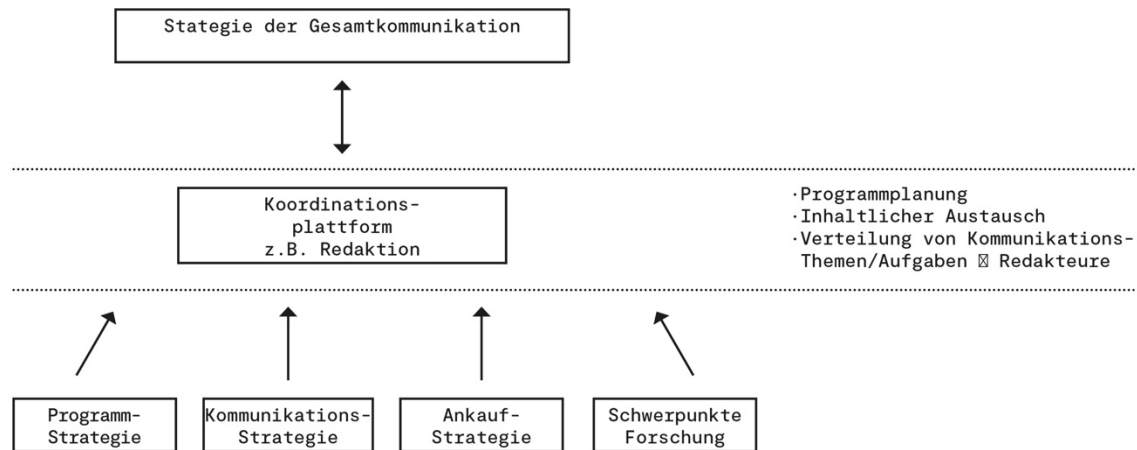 Stategie der Gesamtkommunikation
Koordinations-
plattform
z.B. Redaktion
·Programmplanung
·Inhaltlicher Austausch
·Verteilung von Kommunikations-
Themen/Aufgaben ☒ Redakteure
Programm-
Strategie
Kommunikations-
Strategie
Ankauf-
Strategie
Schwerpunkte
Forschung